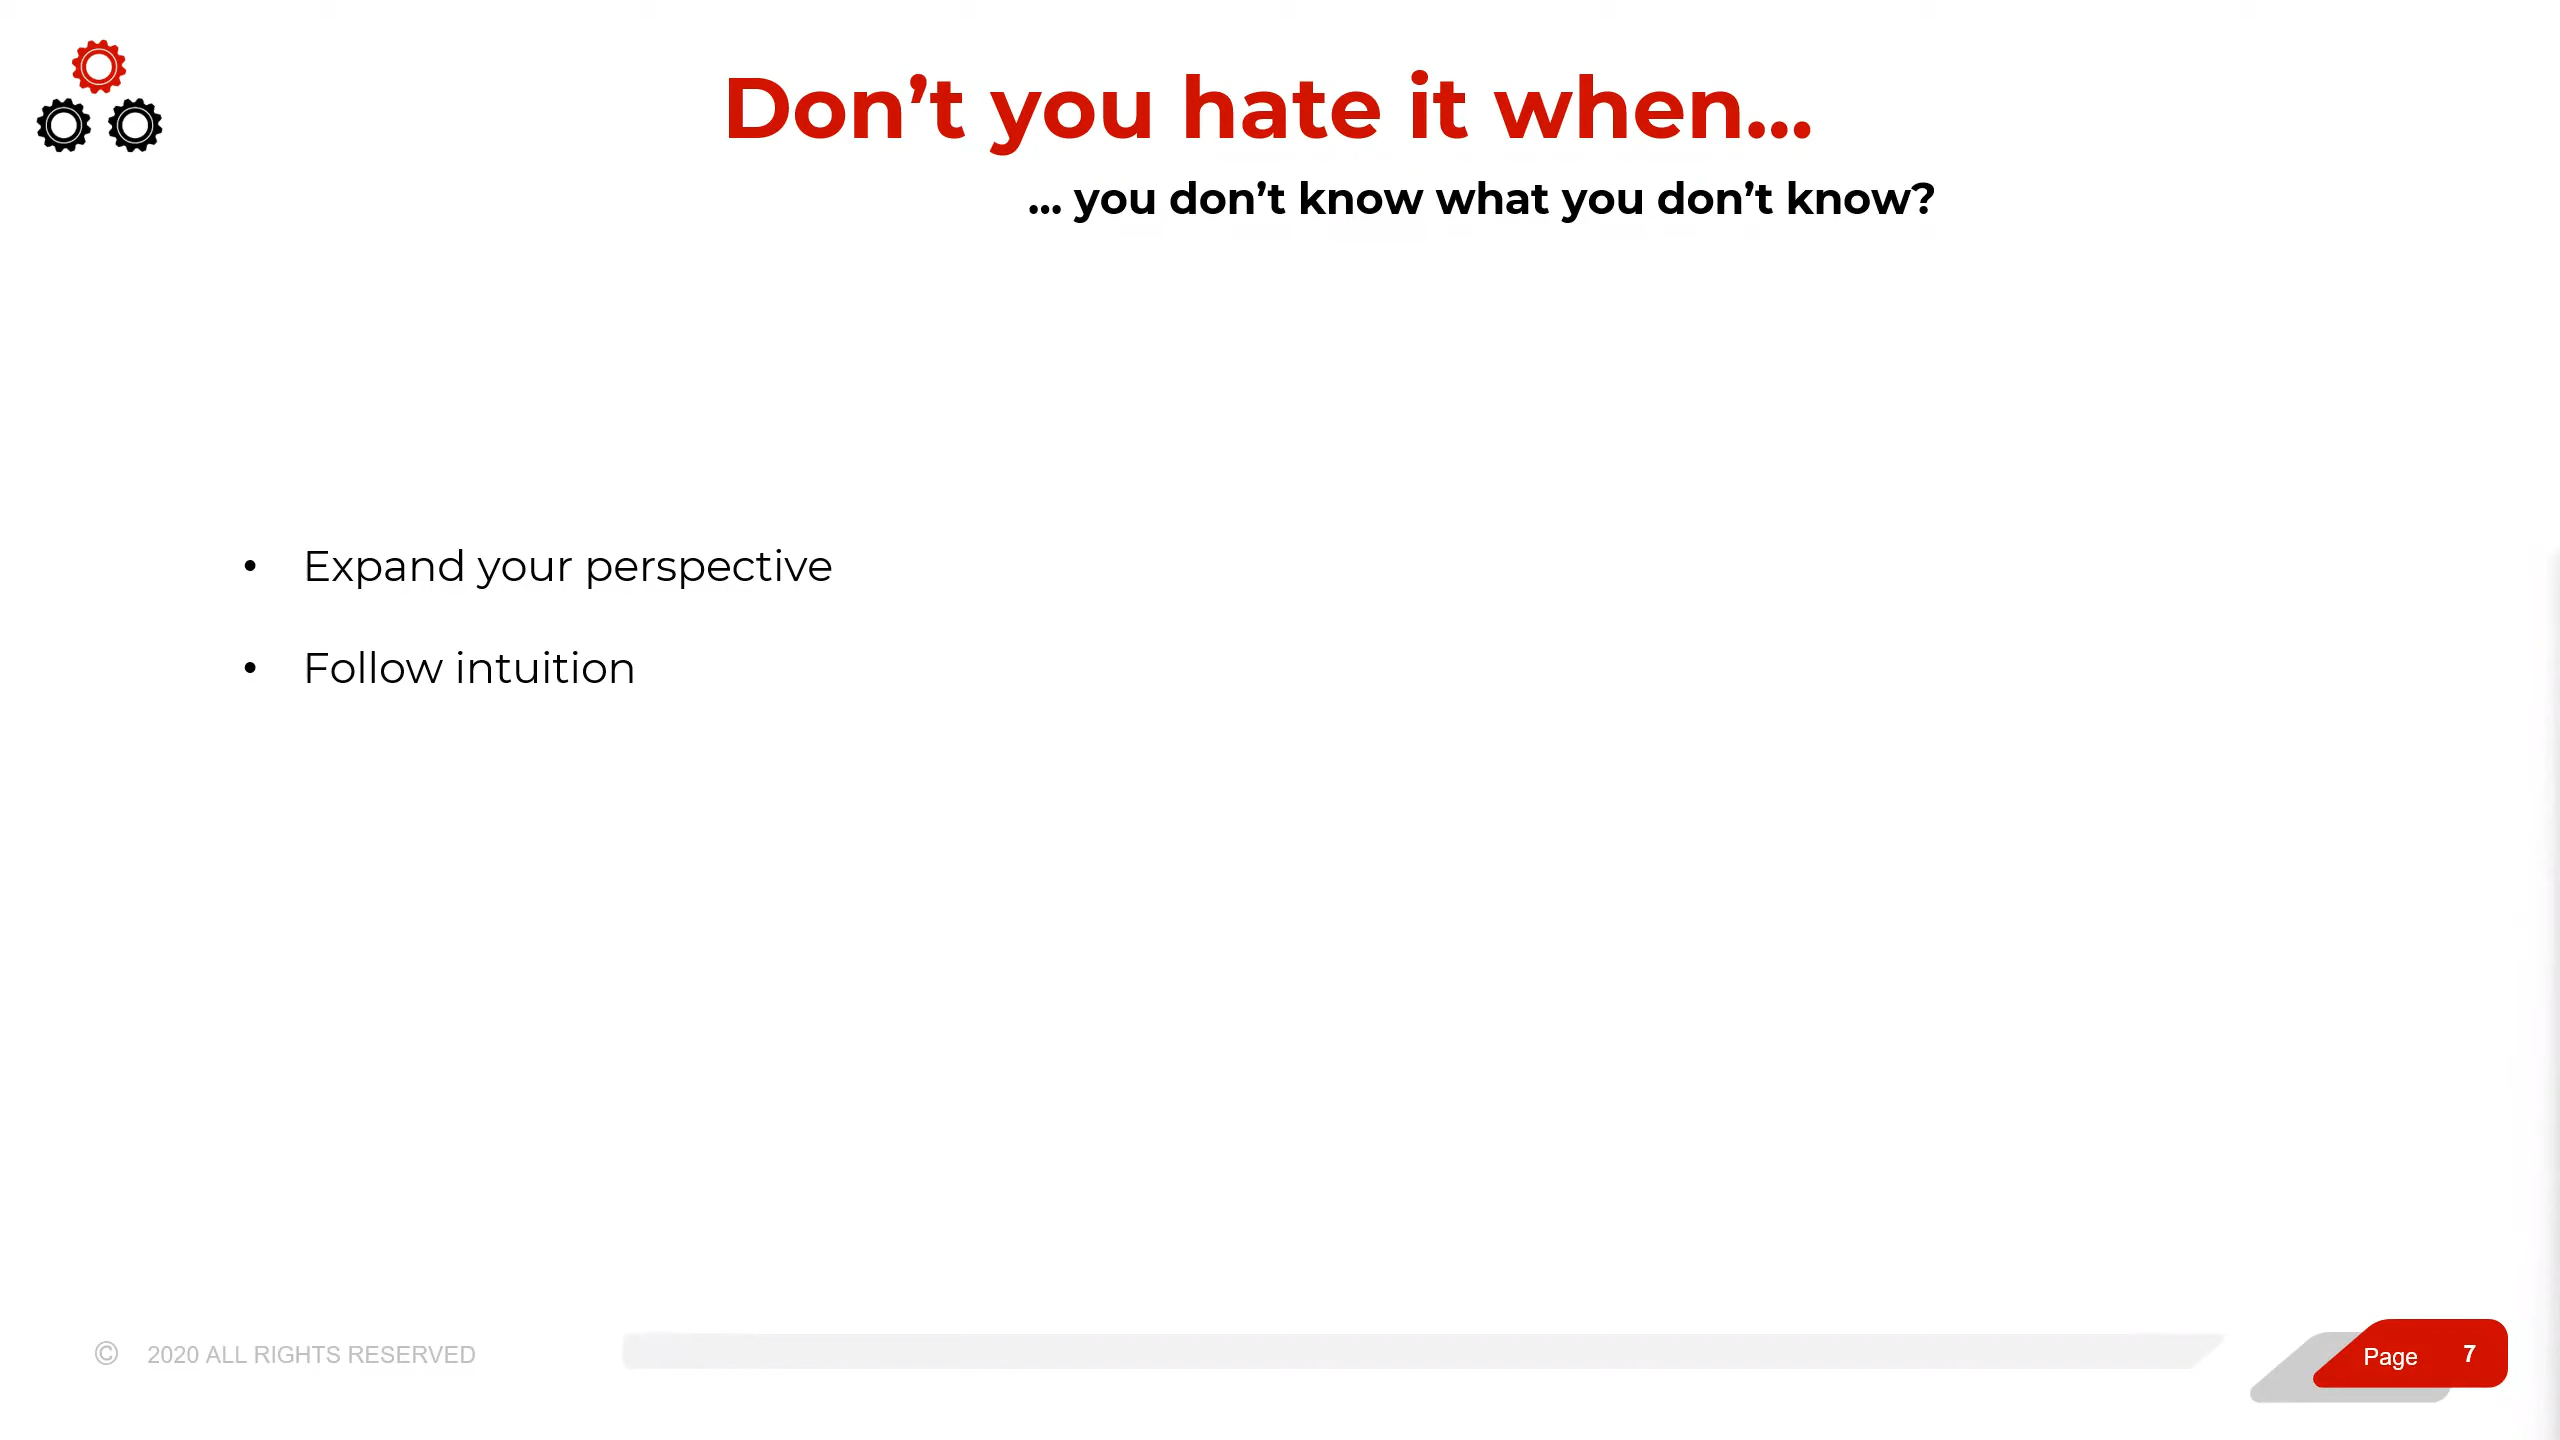 Don’t you hate it when...
... you don’t know what you don’t know?
• Expand your perspective
• Follow intuition
© 2020 ALL RIGHTS RESERVED
Page 7